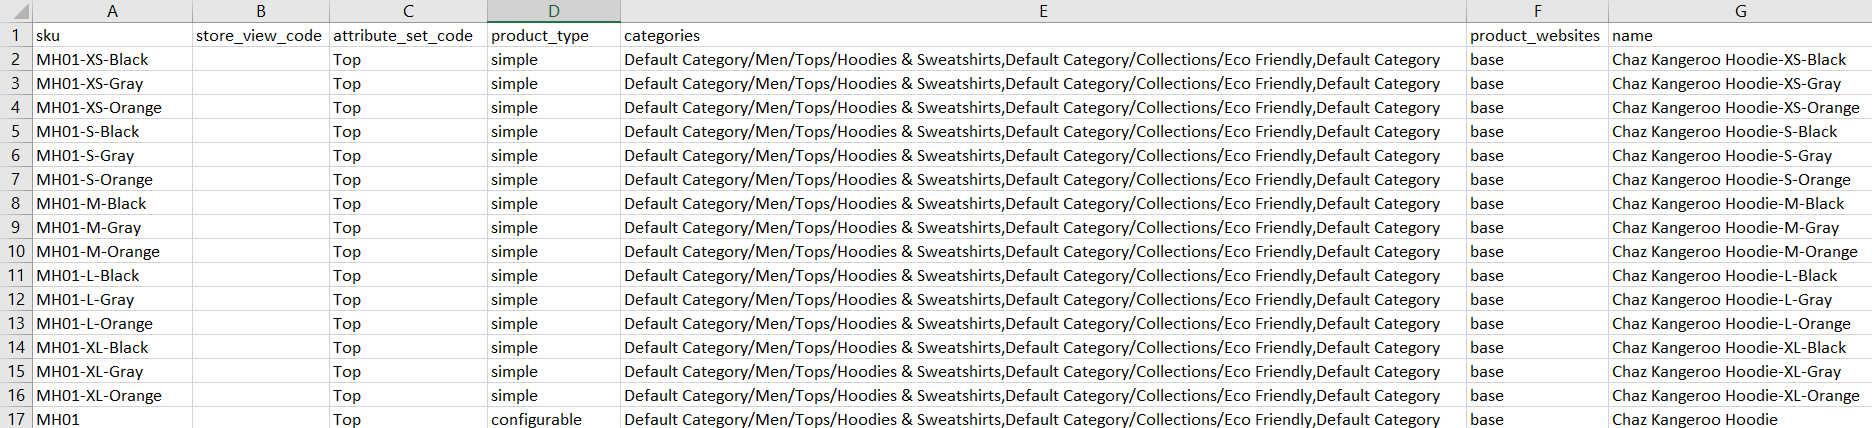 A B C D E F G
1 sku store_view_code attribute_set_code product_type categories product_websites name
2 MH01-XS-Black Top simple Default Category/Men/Tops/Hoodies & Sweatshirts,Default Category/Collections/Eco Friendly,Default Category base Chaz Kangeroo Hoodie-XS-Black
3 MH01-XS-Gray Top simple Default Category/Men/Tops/Hoodies & Sweatshirts,Default Category/Collections/Eco Friendly,Default Category base Chaz Kangeroo Hoodie-XS-Gray
4 MH01-XS-Orange Top simple Default Category/Men/Tops/Hoodies & Sweatshirts,Default Category/Collections/Eco Friendly,Default Category base Chaz Kangeroo Hoodie-XS-Orange
5 MH01-S-Black Top simple Default Category/Men/Tops/Hoodies & Sweatshirts,Default Category/Collections/Eco Friendly,Default Category base Chaz Kangeroo Hoodie-S-Black
6 MH01-S-Gray Top simple Default Category/Men/Tops/Hoodies & Sweatshirts,Default Category/Collections/Eco Friendly,Default Category base Chaz Kangeroo Hoodie-S-Gray
7 MH01-S-Orange Top simple Default Category/Men/Tops/Hoodies & Sweatshirts,Default Category/Collections/Eco Friendly,Default Category base Chaz Kangeroo Hoodie-S-Orange
8 MH01-M-Black Top simple Default Category/Men/Tops/Hoodies & Sweatshirts,Default Category/Collections/Eco Friendly,Default Category base Chaz Kangeroo Hoodie-M-Black
9 MH01-M-Gray Top simple Default Category/Men/Tops/Hoodies & Sweatshirts,Default Category/Collections/Eco Friendly,Default Category base Chaz Kangeroo Hoodie-M-Gray
10 MH01-M-Orange Top simple Default Category/Men/Tops/Hoodies & Sweatshirts,Default Category/Collections/Eco Friendly,Default Category base Chaz Kangeroo Hoodie-M-Orange
11 MH01-L-Black Top simple Default Category/Men/Tops/Hoodies & Sweatshirts,Default Category/Collections/Eco Friendly,Default Category base Chaz Kangeroo Hoodie-L-Black
12 MH01-L-Gray Top simple Default Category/Men/Tops/Hoodies & Sweatshirts,Default Category/Collections/Eco Friendly,Default Category base Chaz Kangeroo Hoodie-L-Gray
13 MH01-L-Orange Top simple Default Category/Men/Tops/Hoodies & Sweatshirts,Default Category/Collections/Eco Friendly,Default Category base Chaz Kangeroo Hoodie-L-Orange
14 MH01-XL-Black Top simple Default Category/Men/Tops/Hoodies & Sweatshirts,Default Category/Collections/Eco Friendly,Default Category base Chaz Kangeroo Hoodie-XL-Black
15 MH01-XL-Gray Top simple Default Category/Men/Tops/Hoodies & Sweatshirts,Default Category/Collections/Eco Friendly,Default Category base Chaz Kangeroo Hoodie-XL-Gray
16 MH01-XL-Orange Top simple Default Category/Men/Tops/Hoodies & Sweatshirts,Default Category/Collections/Eco Friendly,Default Category base Chaz Kangeroo Hoodie-XL-Orange
17 MH01 Top configurable Default Category/Men/Tops/Hoodies & Sweatshirts,Default Category/Collections/Eco Friendly,Default Category base Chaz Kangeroo Hoodie